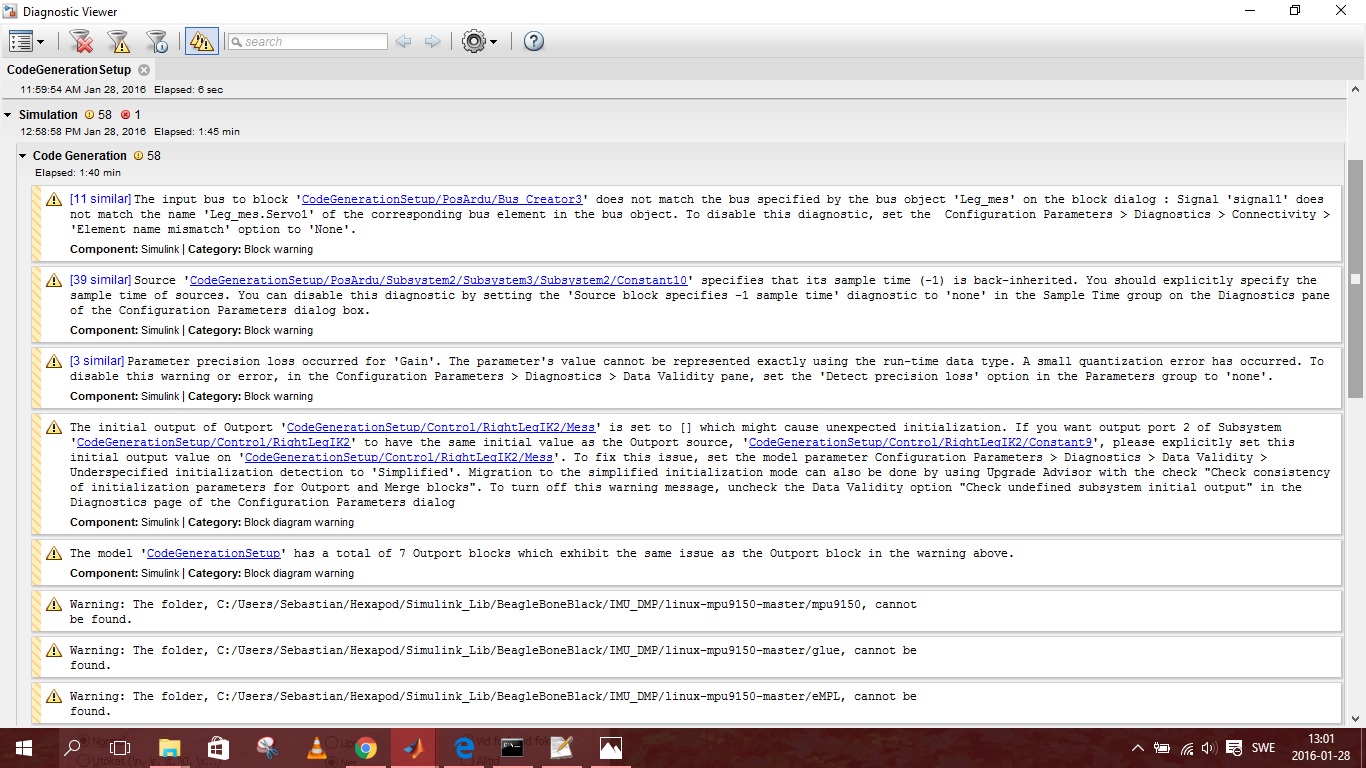 Diagnostic Viewer
search
CodeGenerationSetup
11:59:54 AM Jan 28, 2016 Elapsed: 6 sec
Simulation 58 1
12:58:58 PM Jan 28, 2016 Elapsed: 1:45 min
Code Generation 58
Elapsed: 1:40 min
[11 similar] The input bus to block 'CodeGenerationSetup/PosArdu/Bus Creator3' does not match the bus specified by the bus object 'Leg_mes' on the block dialog : Signal 'signal1' does
not match the name 'Leg_mes.Servo1' of the corresponding bus element in the bus object. To disable this diagnostic, set the Configuration Parameters > Diagnostics > Connectivity >
'Element name mismatch' option to 'None'.
Component: Simulink | Category: Block warning
[39 similar] Source 'CodeGenerationSetup/PosArdu/Subsystem2/Subsystem3/Subsystem2/Constant10' specifies that its sample time (-1) is back-inherited. You should explicitly specify the
sample time of sources. You can disable this diagnostic by setting the 'Source block specifies -1 sample time' diagnostic to 'none' in the Sample Time group on the Diagnostics pane
of the Configuration Parameters dialog box.
Component: Simulink | Category: Block warning
[3 similar] Parameter precision loss occurred for 'Gain'. The parameter's value cannot be represented exactly using the run-time data type. A small quantization error has occurred. To
disable this warning or error, in the Configuration Parameters > Diagnostics > Data Validity pane, set the 'Detect precision loss' option in the Parameters group to 'none'.
Component: Simulink | Category: Block warning
The initial output of Outport 'CodeGenerationSetup/Control/RightLegIK2/Mess' is set to [] which might cause unexpected initialization. If you want output port 2 of Subsystem
'CodeGenerationSetup/Control/RightLegIK2' to have the same initial value as the Outport source, 'CodeGenerationSetup/Control/RightLegIK2/Constant9', please explicitly set this
initial output value on 'CodeGenerationSetup/Control/RightLegIK2/Mess'. To fix this issue, set the model parameter Configuration Parameters > Diagnostics > Data Validity >
Underspecified initialization detection to 'Simplified'. Migration to the simplified initialization mode can also be done by using Upgrade Advisor with the check "Check consistency
of initialization parameters for Outport and Merge blocks". To turn off this warning message, uncheck the Data Validity option "Check undefined subsystem initial output" in the
Diagnostics page of the Configuration Parameters dialog
Component: Simulink | Category: Block diagram warning
The model 'CodeGenerationSetup' has a total of 7 Outport blocks which exhibit the same issue as the Outport block in the warning above.
Component: Simulink | Category: Block diagram warning
Warning: The folder, C:/Users/Sebastian/Hexapod/Simulink_Lib/BeagleBoneBlack/IMU_DMP/linux-mpu9150-master/mpu9150, cannot
be found.
Warning: The folder, C:/Users/Sebastian/Hexapod/Simulink_Lib/BeagleBoneBlack/IMU_DMP/linux-mpu9150-master/glue, cannot be
found.
Warning: The folder, C:/Users/Sebastian/Hexapod/Simulink_Lib/BeagleBoneBlack/IMU_DMP/linux-mpu9150-master/eMPL, cannot be
found.
SWE
13:01
2016-01-28